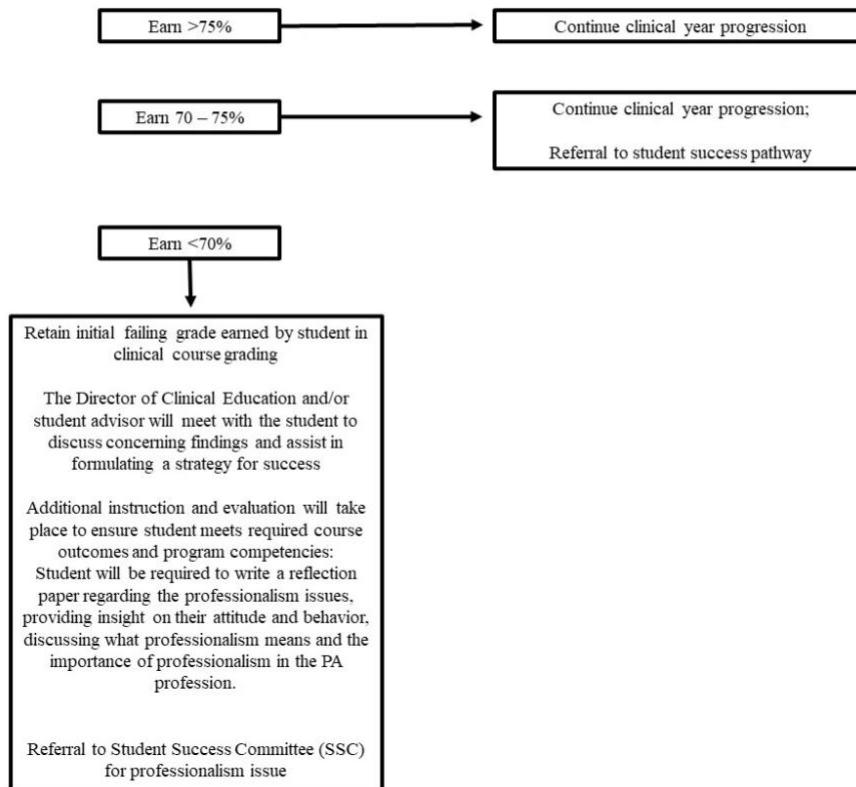 Earn >75%
Continue clinical year progression
Earn 70 – 75%
Continue clinical year progression;
Referral to student success pathway
Earn <70%
Retain initial failing grade earned by student in
clinical course grading
The Director of Clinical Education and/or
student advisor will meet with the student to
discuss concerning findings and assist in
formulating a strategy for success
Additional instruction and evaluation will take
place to ensure student meets required course
outcomes and program competencies:
Student will be required to write a reflection
paper regarding the professionalism issues,
providing insight on their attitude and behavior,
discussing what professionalism means and the
importance of professionalism in the PA
profession.
Referral to Student Success Committee (SSC)
for professionalism issue